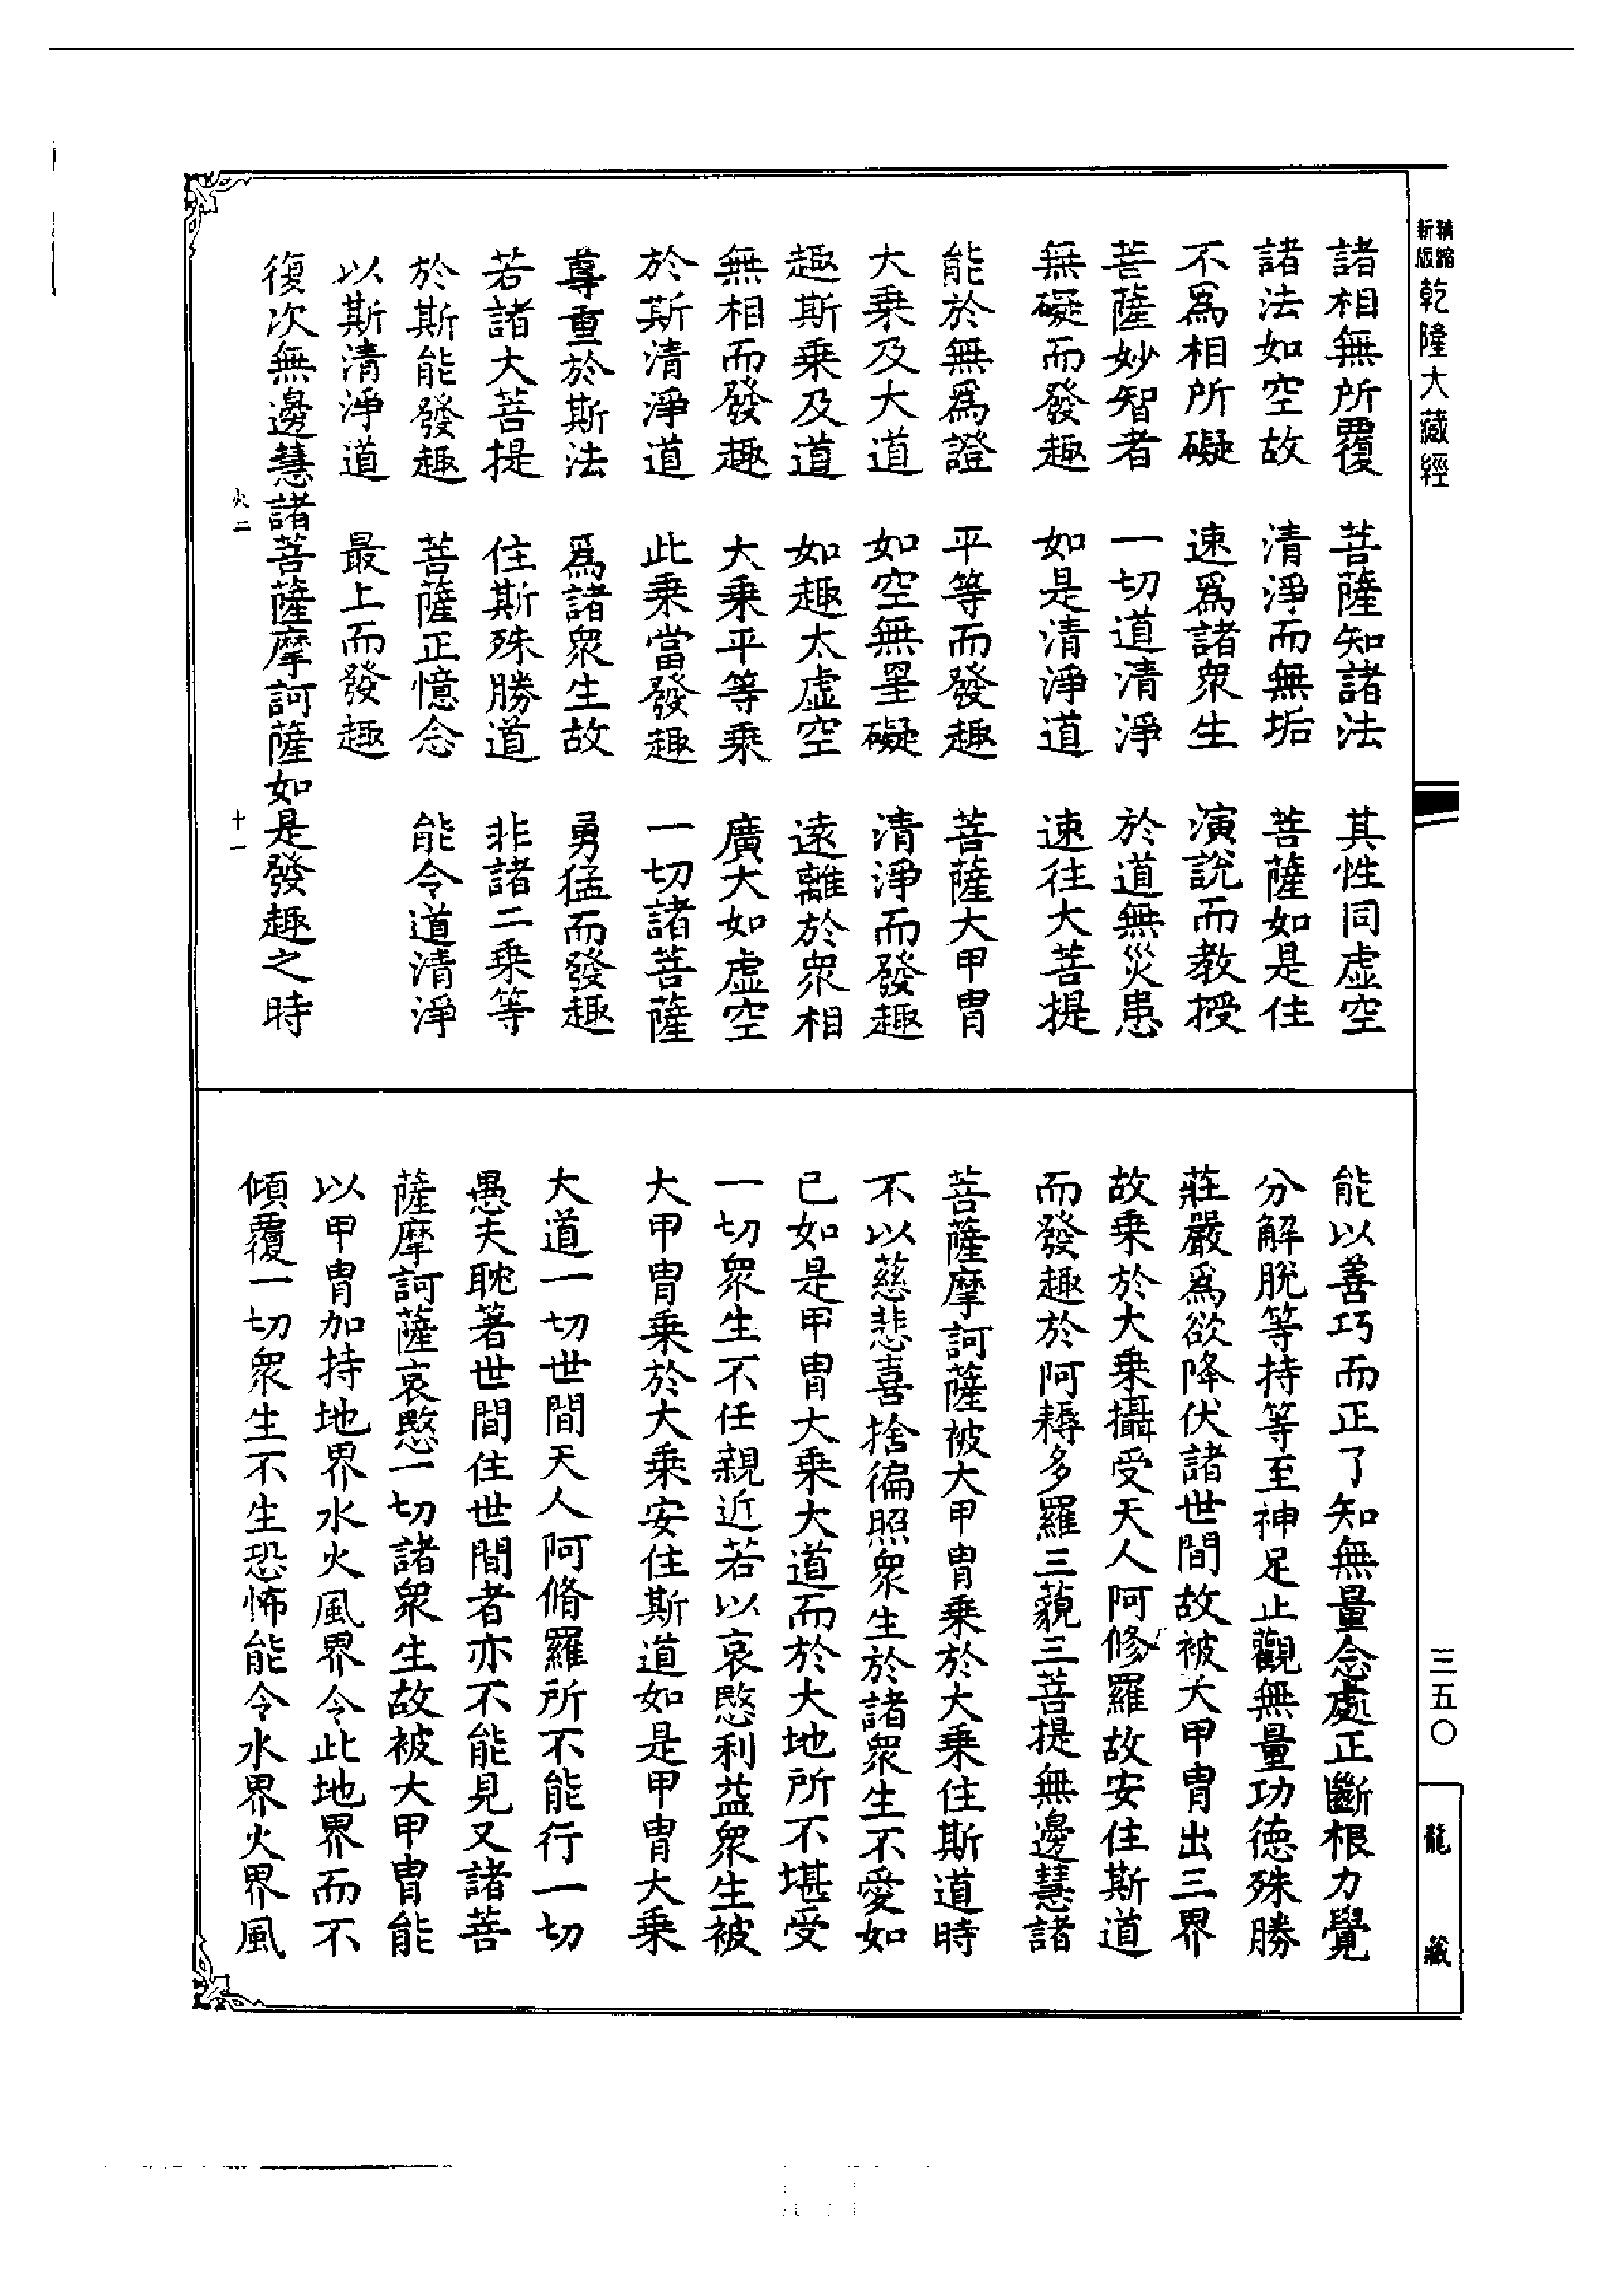 新版精縮乾隆大藏經
諸相無所覆　菩薩知諸法　其性同虛空
諸法如空故　清淨而無垢　菩薩如是住
不爲相所礙　速爲諸衆生　演說而教授
菩薩妙智者　一切道清淨　於道無災患
無礙而發趣　如是清淨道　速往大菩提
能於無爲證　平等而發趣　菩薩大甲冑
大乘及大道　如空無罣礙　清淨而發趣
趣斯乘及道　如趣太虛空　遠離於衆相
無相而發趣　大乘平等乘　廣大如虛空
於斯清淨道　此乘當發趣　一切諸菩薩
尊重於斯法　爲諸衆生故　勇猛而發趣
若諸大菩提　住斯殊勝道　非諸二乘等
於斯能發趣　菩薩正憶念　能令道清淨
以斯清淨道　最上而發趣
復次無邊慧諸菩薩摩訶薩如是發趣之時
火二　十一
能以善巧而正了知無量念處正斷根力覺
分解脫等持等至神足止觀無量功德殊勝
莊嚴爲欲降伏諸世間故被大甲冑出三界
故乘於大乘攝受天人阿修羅故安住斯道
而發趣於阿耨多羅三藐三菩提無邊慧諸
菩薩摩訶薩被大甲冑乘於大乘住斯道時
不以慈悲喜捨徧照衆生於諸衆生不愛如
已如是甲冑大乘大道而於大地所不堪受
一切衆生不任親近若以哀愍利益衆生被
大甲冑乘於大乘安住斯道如是甲冑大乘
大道一切世間天人阿脩羅所不能行一切
愚夫耽著世間住世間者亦不能見又諸菩
薩摩訶薩哀愍一切諸衆生故被大甲冑能
以甲冑加持地界水火風界令此地界而不
傾覆一切衆生不生恐怖能令水界火界風
三五〇
龍藏